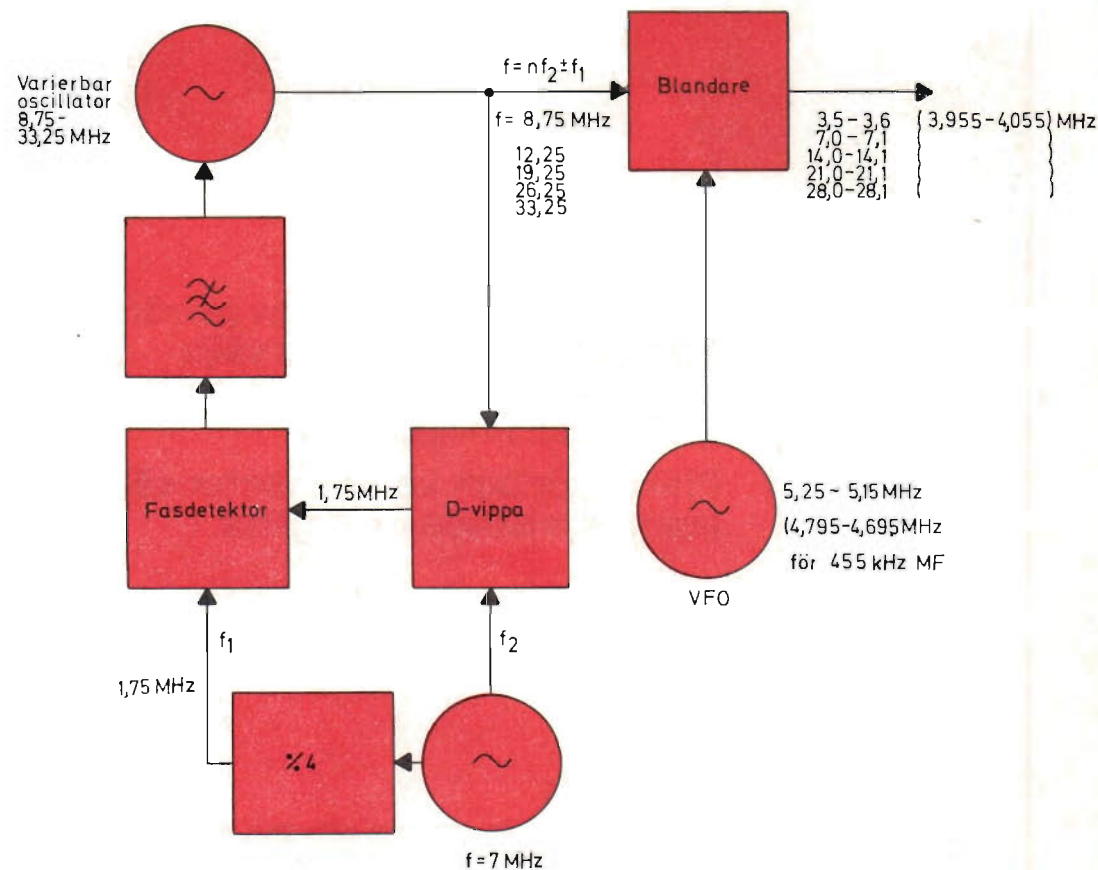 Varierbar
oscillator
8,75-
33,25 MHz
f=nf₂±f₁
f= 8,75 MHz
12,25
19,25
26,25
33,25
Blandare
3,5-3,6
7,0-7,1
14,0-14,1
21,0-21,1
28,0-28,1
(3,955-4,055) MHz
Fasdetektor
1,75 MHz
D-vippa
5,25 - 5,15 MHz
(4,795-4,695 MHz
för 455 kHz MF
VFO
f₁
f₂
1,75 MHz
٪4
f=7 MHz